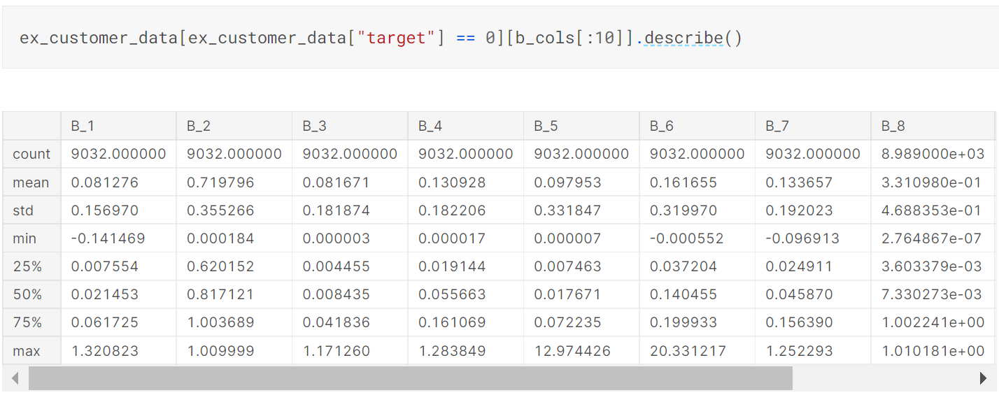 ex_customer_data[ex_customer_data["target"] == 0][b_cols[:10]].describe()
B_1 B_2 B_3 B_4 B_5 B_6 B_7 B_8
count 9032.000000 9032.000000 9032.000000 9032.000000 9032.000000 9032.000000 9032.000000 8.989000e+03
mean 0.081276 0.719796 0.081671 0.130928 0.097953 0.161655 0.133657 3.310980e-01
std 0.156970 0.355266 0.181874 0.182206 0.331847 0.319970 0.192023 4.688353e-01
min -0.141469 0.000184 0.000003 0.000017 0.000007 -0.000552 -0.096913 2.764867e-07
25% 0.007554 0.620152 0.004455 0.019144 0.007463 0.037204 0.024911 3.603379e-03
50% 0.021453 0.817121 0.008435 0.055663 0.017671 0.140455 0.045870 7.330273e-03
75% 0.061725 1.003689 0.041836 0.161069 0.072235 0.199933 0.156390 1.002241e+00
max 1.320823 1.009999 1.171260 1.283849 12.974426 20.331217 1.252293 1.010181e+00